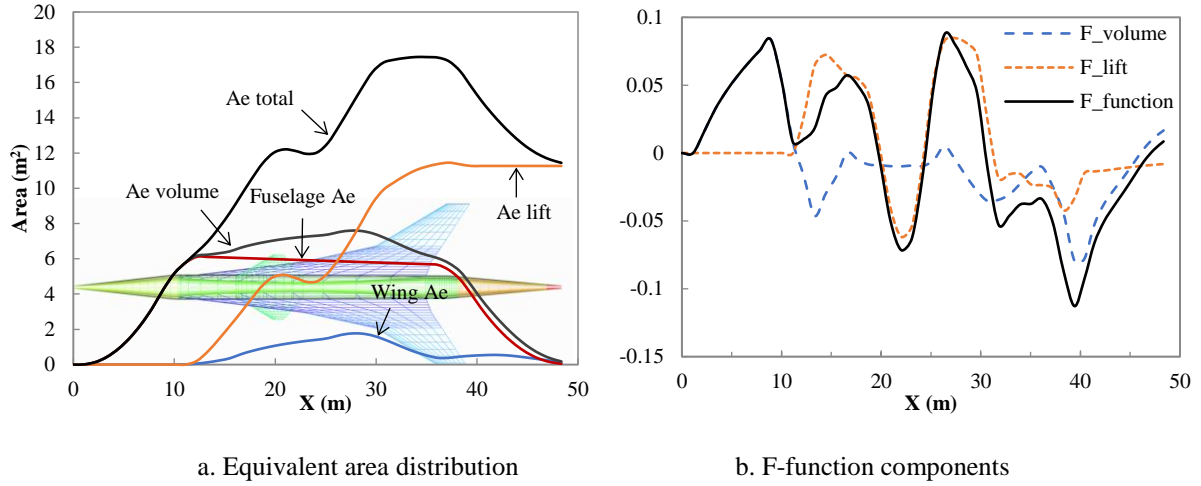 20
18
16
14
12
10
8
6
4
2
0
Area (m²)
0
10
20
30
40
50
X (m)
Ae total
Ae volume
Fuselage Ae
Ae lift
Wing Ae
0.1
0.05
0
-0.05
-0.1
-0.15
0
10
20
30
40
50
X (m)
F_volume
F_lift
F_function
a. Equivalent area distribution
b. F-function components